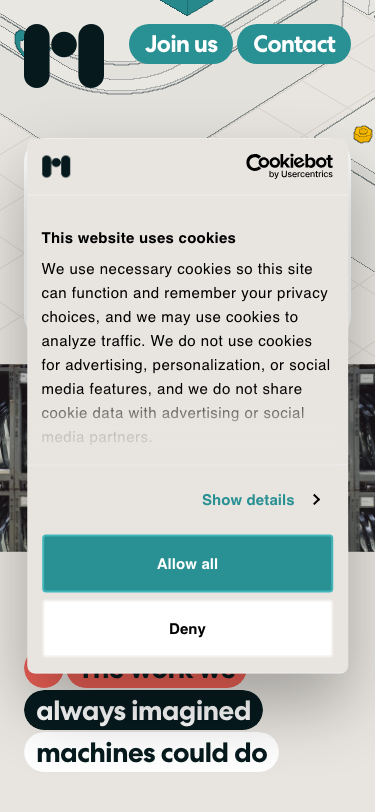 Join us
Contact
Cookiebot
by Usercentrics
This website uses cookies
We use necessary cookies so this site
can function and remember your privacy
choices, and we may use cookies to
analyze traffic. We do not use cookies
for advertising, personalization, or social
media features, and we do not share
cookie data with advertising or social
media partners.
Show details
Allow all
Deny
The work we
always imagined
machines could do